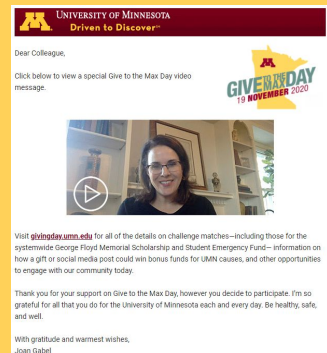 UNIVERSITY OF MINNESOTA
Driven to Discover℠
Dear Colleague,
Click below to view a special Give to the Max Day video
message.
GIVE TO THE MAX DAY
19 NOVEMBER 2020
Visit givingday.umn.edu for all of the details on challenge matches—including those for the
systemwide George Floyd Memorial Scholarship and Student Emergency Fund— information on
how a gift or social media post could win bonus funds for UMN causes, and other opportunities
to engage with our community today.
Thank you for your support on Give to the Max Day, however you decide to participate. I'm so
grateful for all that you do for the University of Minnesota each and every day. Be healthy, safe,
and well.
With gratitude and warmest wishes,
Joan Gabel